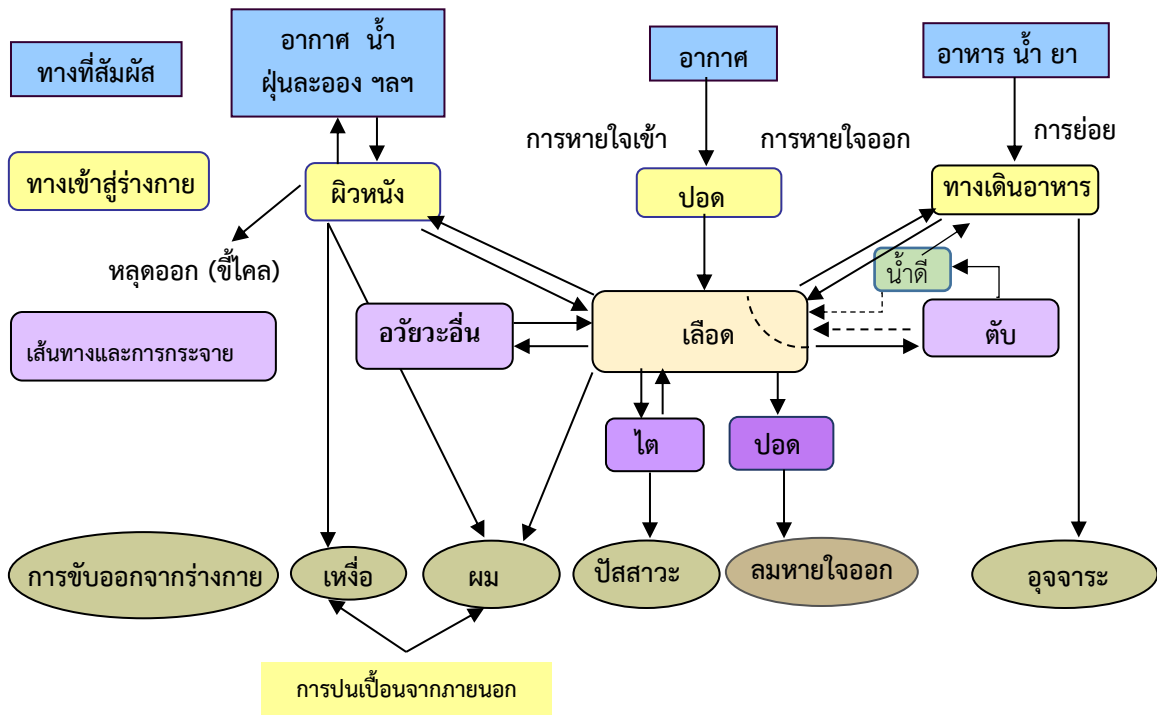 ทางที่สัมผัส
อากาศ น้ำ
ฝุ่นละออง ฯลฯ
อากาศ
อาหาร น้ำ ยา
การหายใจเข้า
การหายใจออก
การย่อย
ทางเข้าสู่ร่างกาย
ผิวหนัง
ปอด
ทางเดินอาหาร
หลุดออก (ขี้ไคล)
น้ำดี
เส้นทางและการกระจาย
อวัยวะอื่น
เลือด
ตับ
ไต
ปอด
การขับออกจากร่างกาย
เหงื่อ
ผม
ปัสสาวะ
ลมหายใจออก
อุจจาระ
การปนเปื้อนจากภายนอก